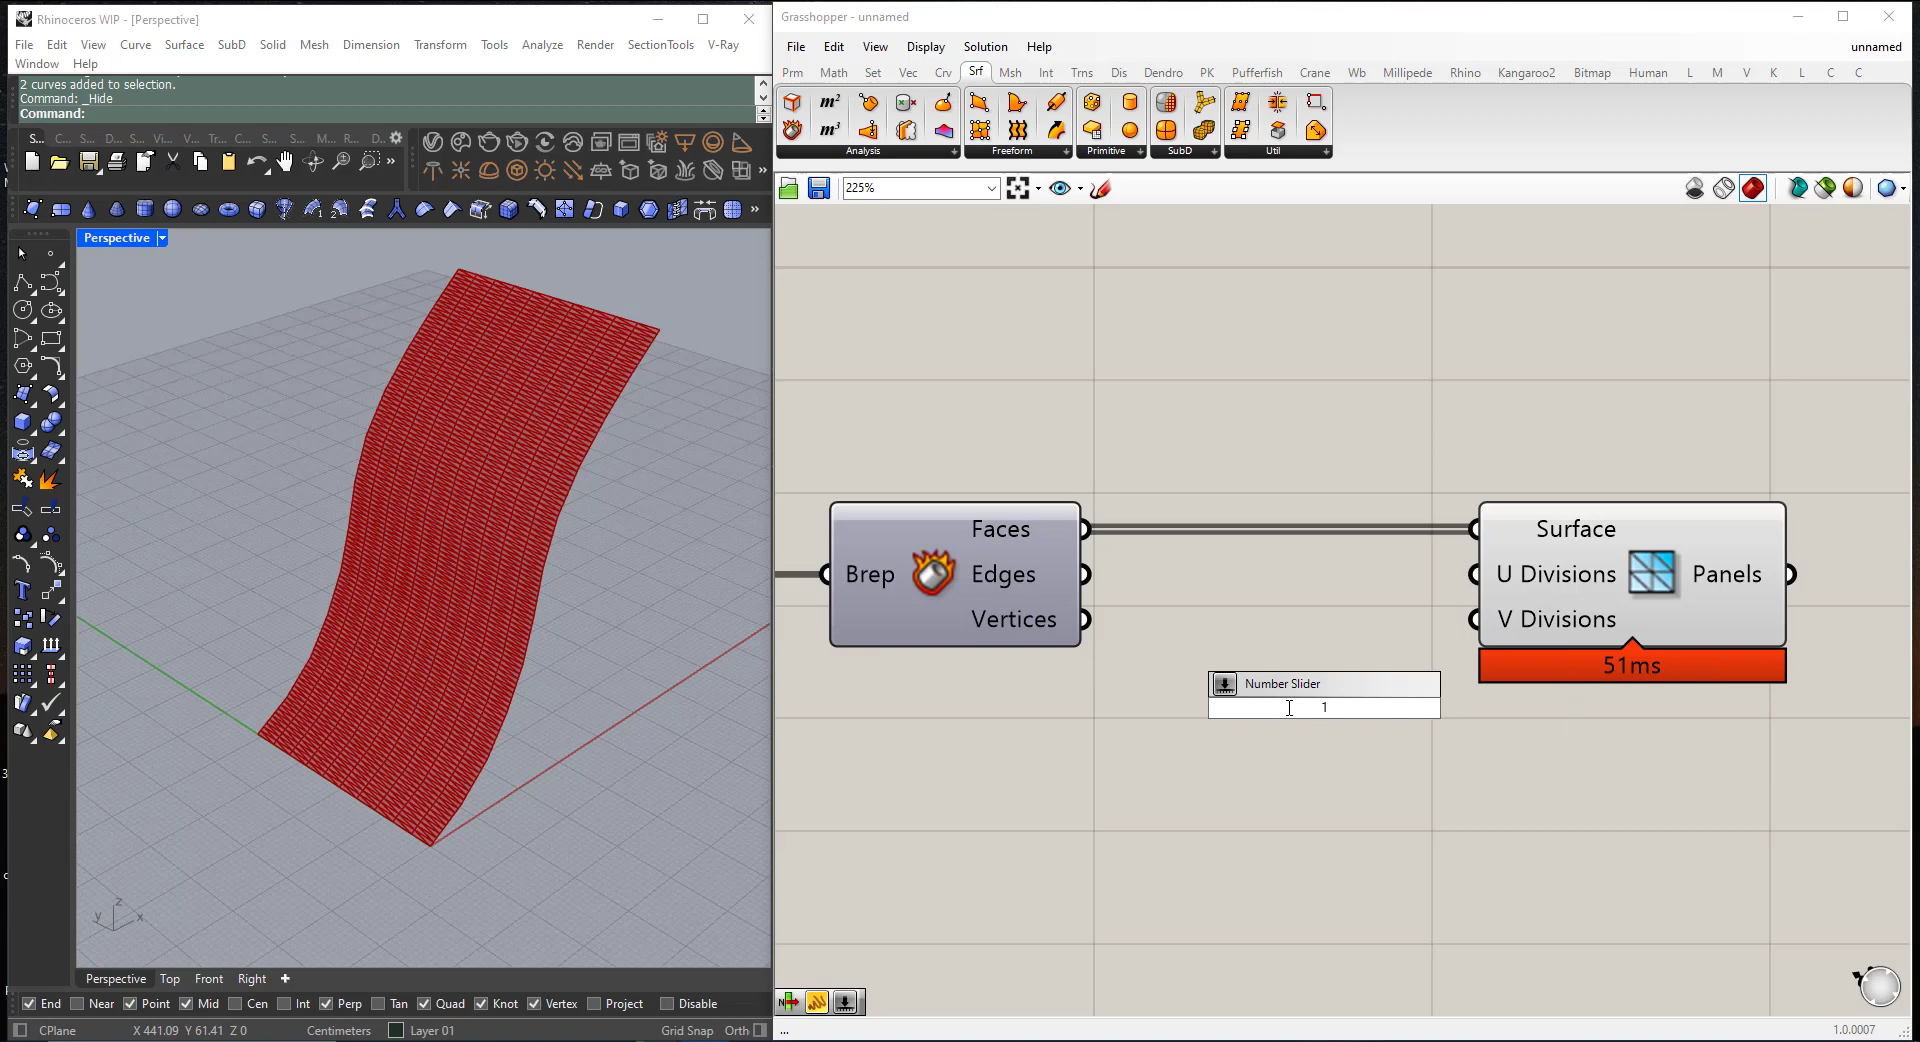 Rhinoceros WIP - [Perspective]
File Edit View Curve Surface SubD Solid Mesh Dimension Transform Tools Analyze Render SectionTools V-Ray
Window Help
2 curves added to selection.
Command: _Hide
Command:
S... C... S... D... S... Vi... V... Tr... C... S... S... M... R... D...
Perspective
z
y x
Perspective Top Front Right
End Near Point Mid Cen Int Perp Tan Quad Knot Vertex Project Disable
CPlane X 441.09 Y 61.41 Z 0 Centimeters Layer 01 Grid Snap Orth
Grasshopper - unnamed
File Edit View Display Solution Help unnamed
Prm Math Set Vec Crv Srf Msh Int Trns Dis Dendro PK Pufferfish Crane Wb Millipede Rhino Kangaroo2 Bitmap Human L M V K L C C
m²
m³
Analysis Freeform Primitive SubD Util
225%
Brep Faces
Edges
Vertices
Surface
U Divisions
V Divisions
Panels
51ms
Number Slider
1
...
1.0.0007